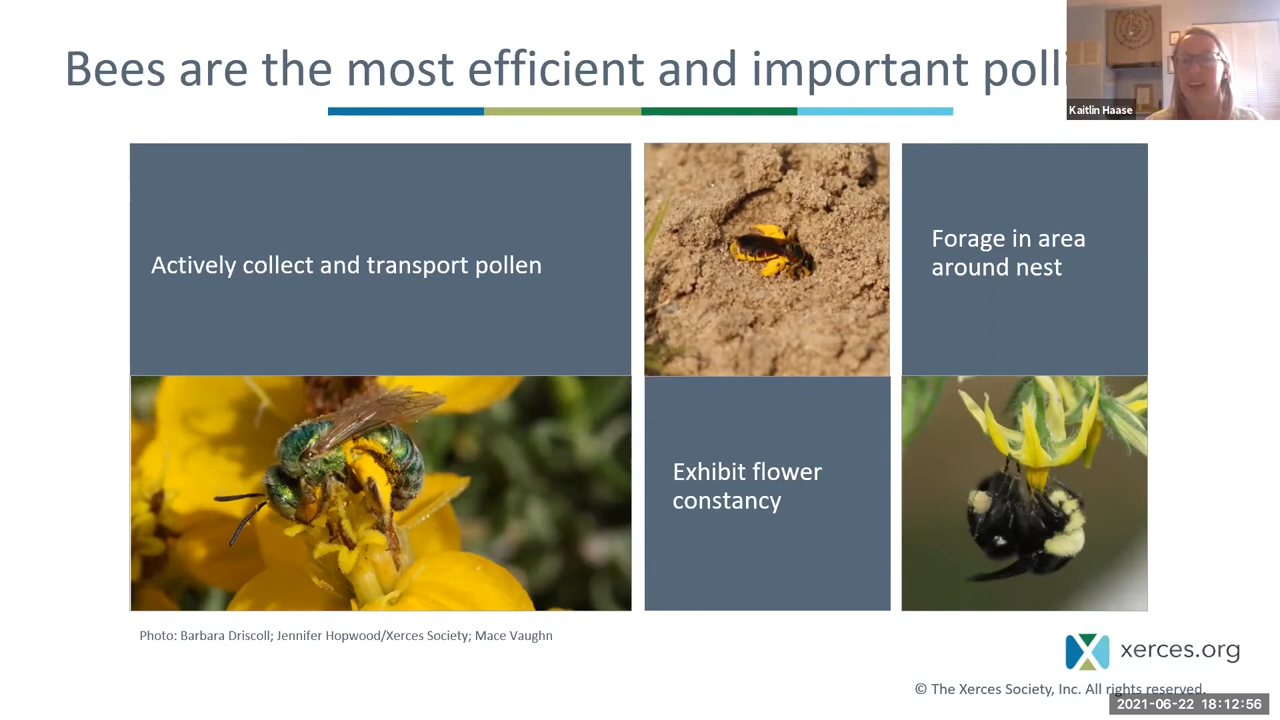 Bees are the most efficient and important
Kaitlin Haase
Actively collect and transport pollen
Forage in area
around nest
Exhibit flower
constancy
Photo: Barbara Driscoll; Jennifer Hopwood/Xerces Society; Mace Vaughn
xerces.org
© The Xerces Society, Inc. All rights reserved.
2021-06-22 18:12:56